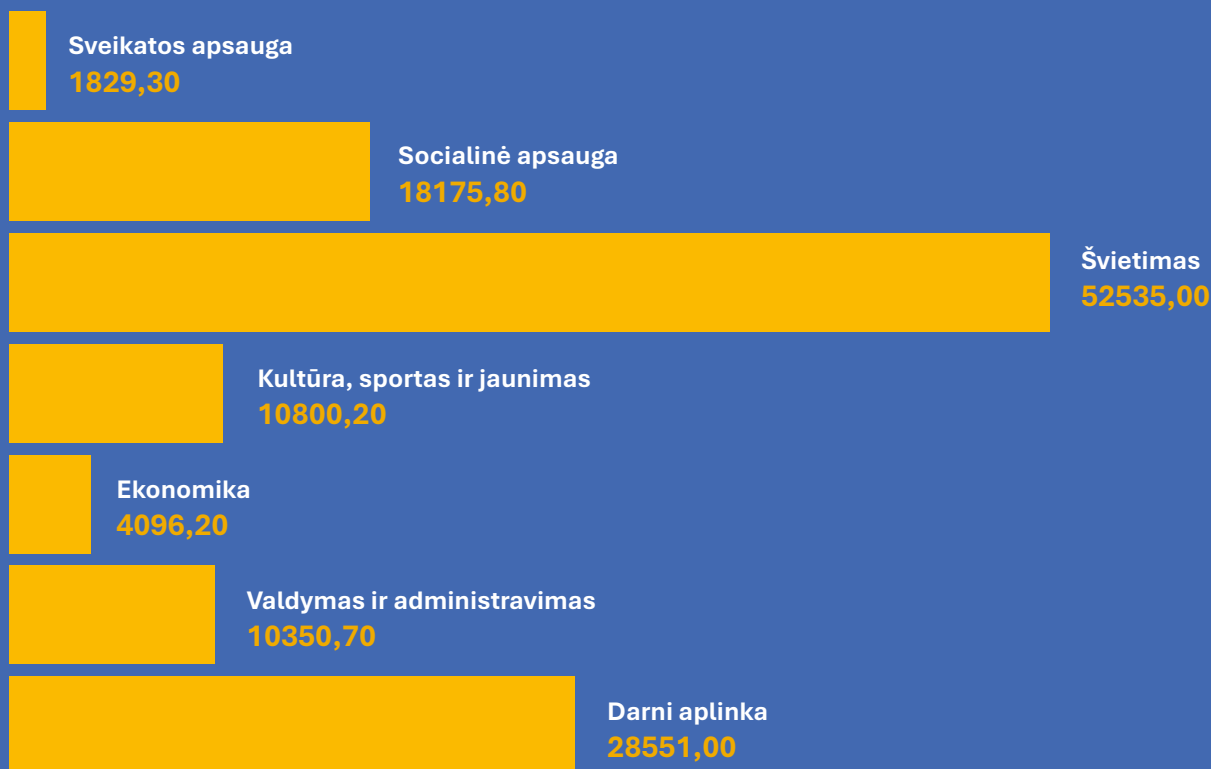 Sveikatos apsauga
1829,30
Socialinė apsauga
18175,80
Švietimas
52535,00
Kultūra, sportas ir jaunimas
10800,20
Ekonomika
4096,20
Valdymas ir administravimas
10350,70
Darni aplinka
28551,00